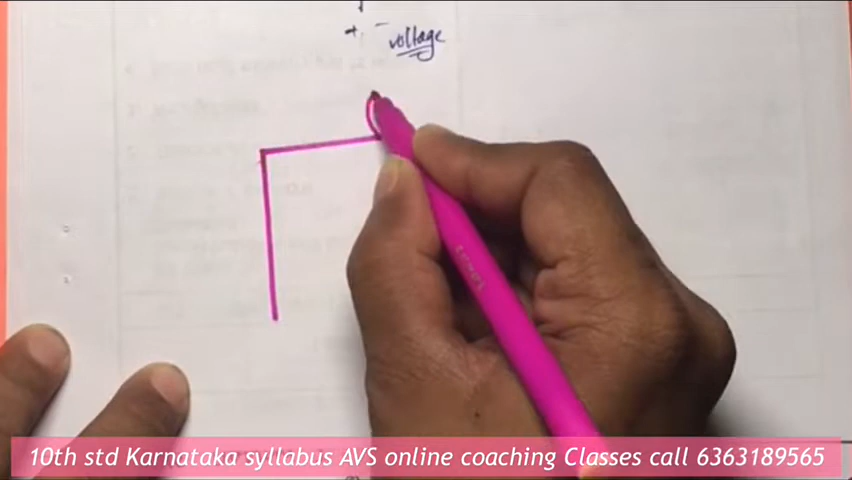 + -
voltage
10th std Karnataka syllabus AVS online coaching Classes call 6363189565